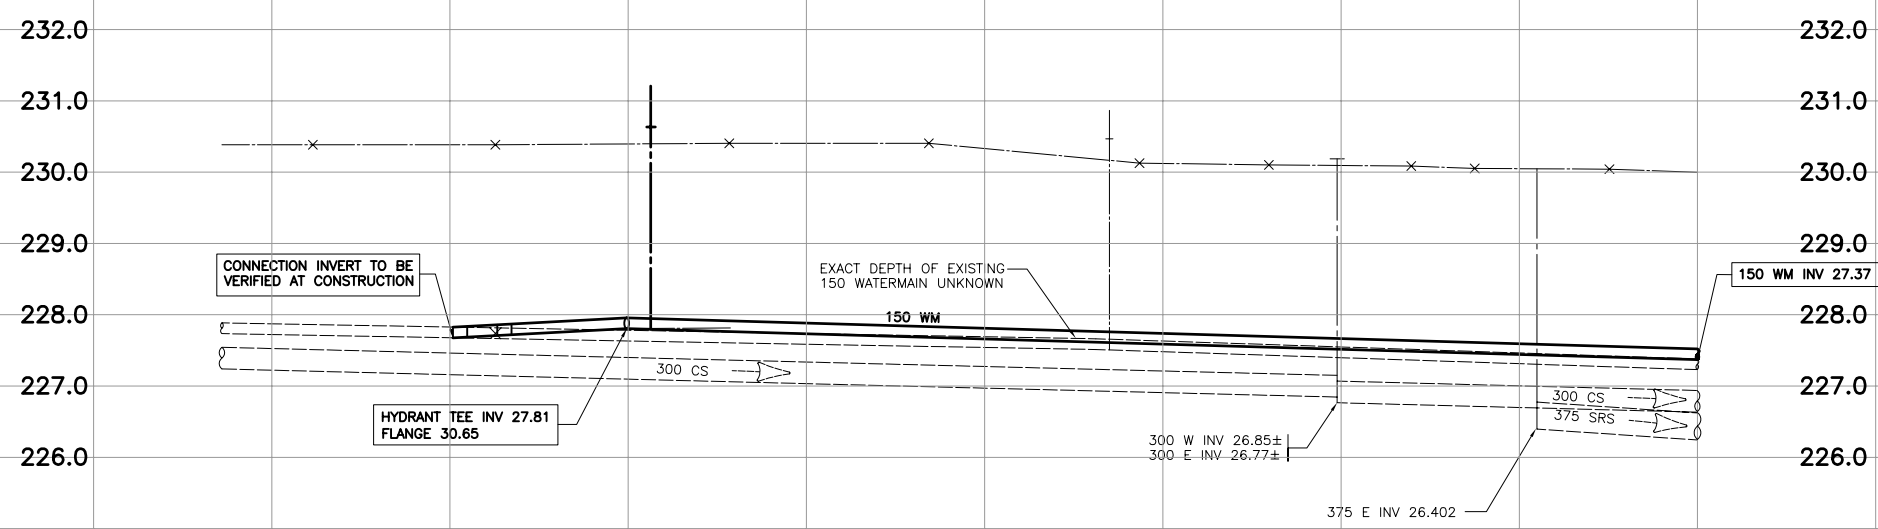 232.0
232.0
231.0
231.0
230.0
230.0
229.0
229.0
CONNECTION INVERT TO BE
VERIFIED AT CONSTRUCTION
EXACT DEPTH OF EXISTING
150 WATERMAIN UNKNOWN
150 WM INV 27.37
228.0
150 WM
228.0
227.0
300 CS
227.0
300 CS
375 SRS
HYDRANT TEE INV 27.81
FLANGE 30.65
300 W INV 26.85±
300 E INV 26.77±
226.0
226.0
375 E INV 26.402